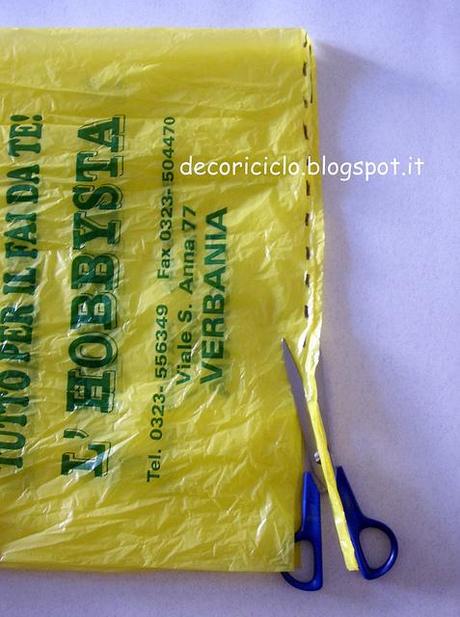 TUTTO PER IL FAI DA TE!
L'HOBBYSTA
Tel. 0323-556349 Fax 0323-504470
Viale S. Anna 77
VERBANIA
decoriciclo.blogspot.it